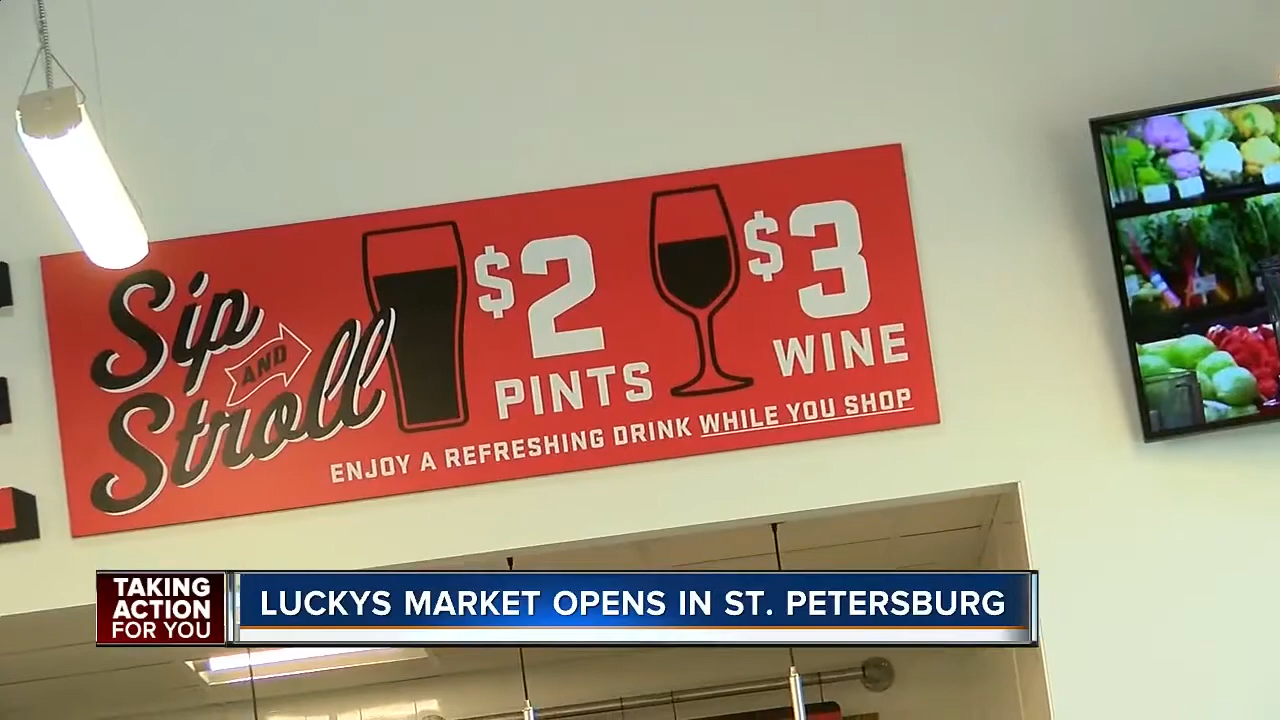 Sip
AND
Stroll
$2
PINTS
$3
WINE
ENJOY A REFRESHING DRINK WHILE YOU SHOP
TAKING
ACTION
FOR YOU
LUCKYS MARKET OPENS IN ST. PETERSBURG